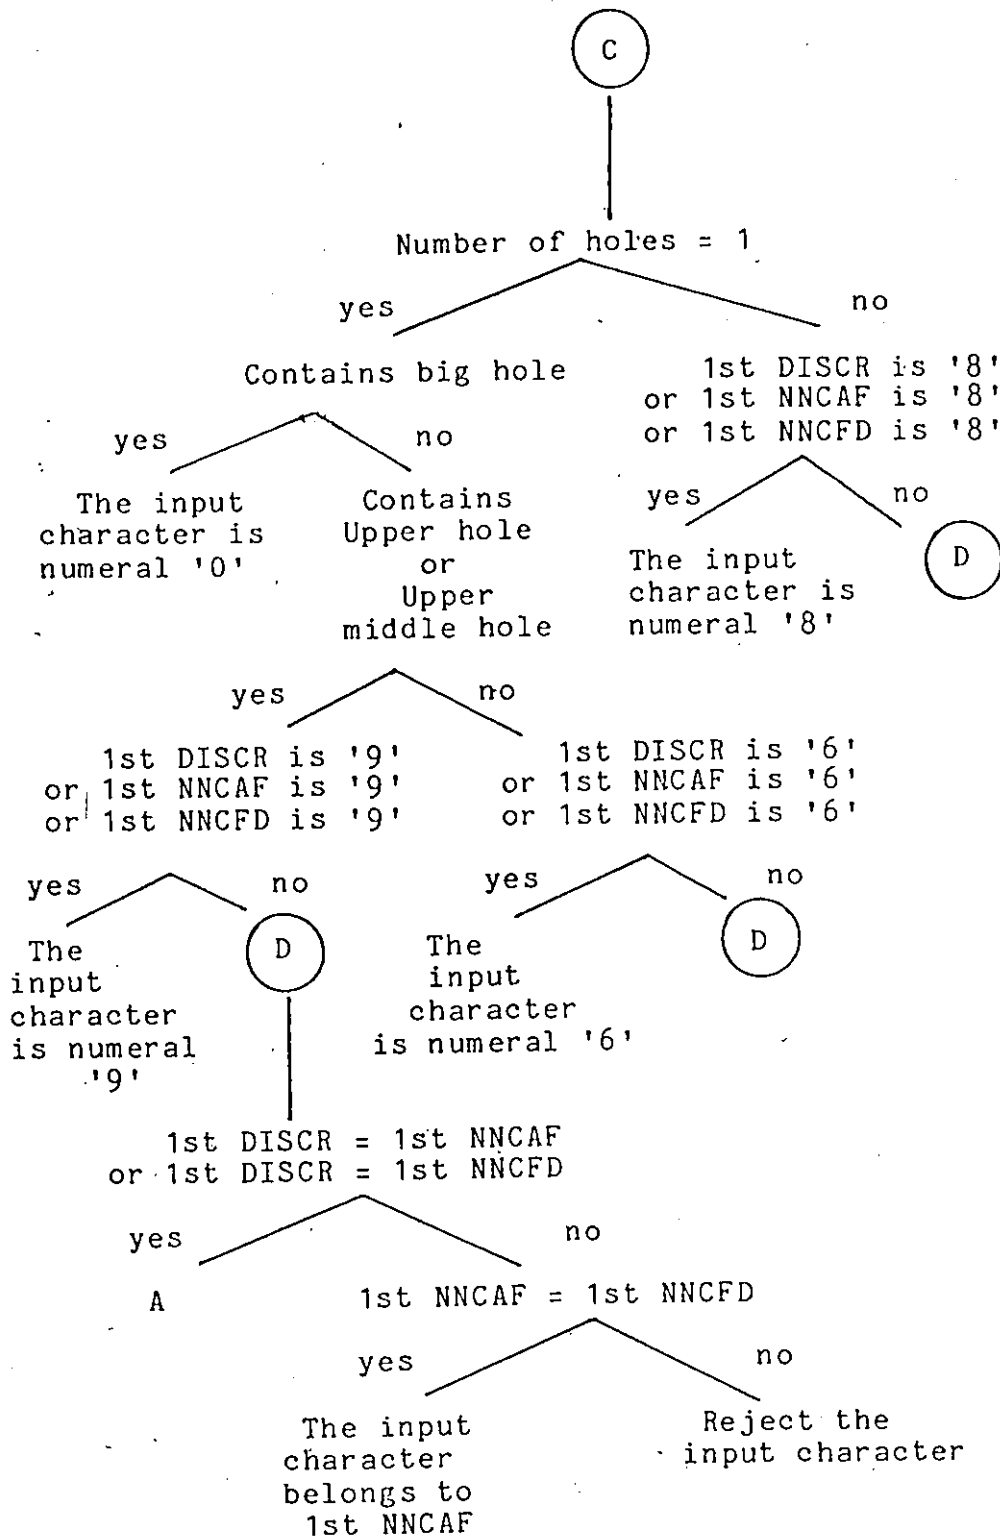 C
Number of holes = 1
yes
no
Contains big hole
1st DISCR is '8'
or 1st NNCAF is '8'
or 1st NNCFD is '8'
yes
no
The input
character is
numeral '0'
Contains
Upper hole
or
Upper
middle hole
yes
no
The input
character is
numeral '8'
D
yes
no
1st DISCR is '9'
or 1st NNCAF is '9'
or 1st NNCFD is '9'
1st DISCR is '6'
or 1st NNCAF is '6'
or 1st NNCFD is '6'
yes
no
The
input
character
is numeral
'9'
D
yes
no
The
input
character
is numeral '6'
D
1st DISCR = 1st NNCAF
or 1st DISCR = 1st NNCFD
yes
no
A
1st NNCAF = 1st NNCFD
yes
no
The input
character
belongs to
1st NNCAF
Reject the
input character